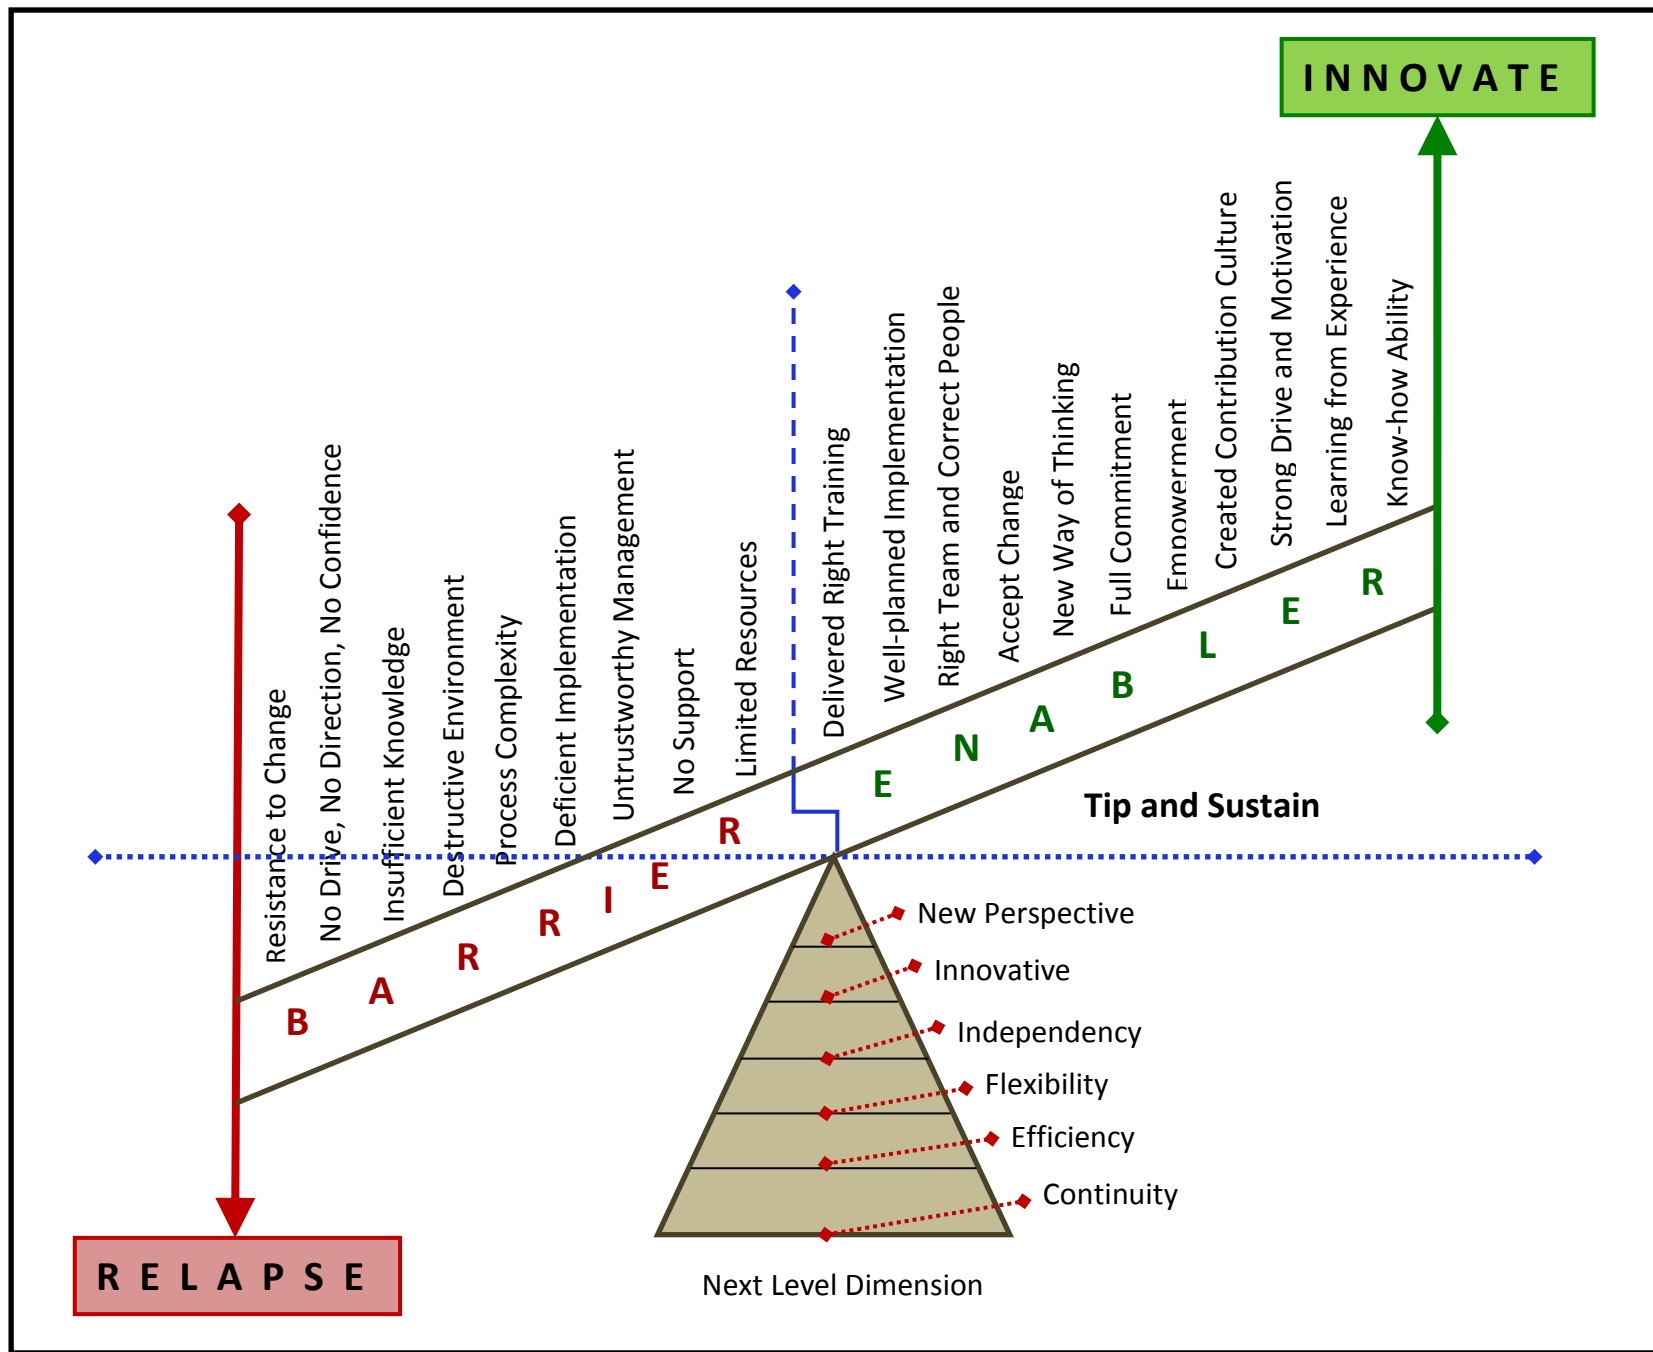 I N N O V A T E
Resistance to Change
No Drive, No Direction, No Confidence
Insufficient Knowledge
Destructive Environment
Process Complexity
Deficient Implementation
Untrustworthy Management
No Support
Limited Resources
Delivered Right Training
Well-planned Implementation
Right Team and Correct People
Accept Change
New Way of Thinking
Full Commitment
Empowerment
Created Contribution Culture
Strong Drive and Motivation
Learning from Experience
Know-how Ability
B A R R I E R
E N A B L E R
Tip and Sustain
New Perspective
Innovative
Independency
Flexibility
Efficiency
Continuity
R E L A P S E
Next Level Dimension